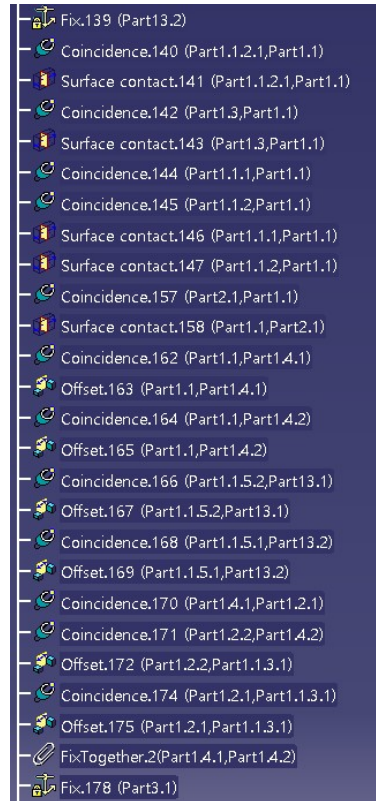 Fix.139 (Part13.2)
Coincidence.140 (Part1.1.2.1,Part1.1)
Surface contact.141 (Part1.1.2.1,Part1.1)
Coincidence.142 (Part1.3,Part1.1)
Surface contact.143 (Part1.3,Part1.1)
Coincidence.144 (Part1.1.1,Part1.1)
Coincidence.145 (Part1.1.2,Part1.1)
Surface contact.146 (Part1.1.1,Part1.1)
Surface contact.147 (Part1.1.2,Part1.1)
Coincidence.157 (Part2.1,Part1.1)
Surface contact.158 (Part1.1,Part2.1)
Coincidence.162 (Part1.1,Part1.4.1)
Offset.163 (Part1.1,Part1.4.1)
Coincidence.164 (Part1.1,Part1.4.2)
Offset.165 (Part1.1,Part1.4.2)
Coincidence.166 (Part1.1.5.2,Part13.1)
Offset.167 (Part1.1.5.2,Part13.1)
Coincidence.168 (Part1.1.5.1,Part13.2)
Offset.169 (Part1.1.5.1,Part13.2)
Coincidence.170 (Part1.4.1,Part1.2.1)
Coincidence.171 (Part1.2.2,Part1.4.2)
Offset.172 (Part1.2.2,Part1.1.3.1)
Coincidence.174 (Part1.2.1,Part1.1.3.1)
Offset.175 (Part1.2.1,Part1.1.3.1)
FixTogether.2(Part1.4.1,Part1.4.2)
Fix.178 (Part3.1)